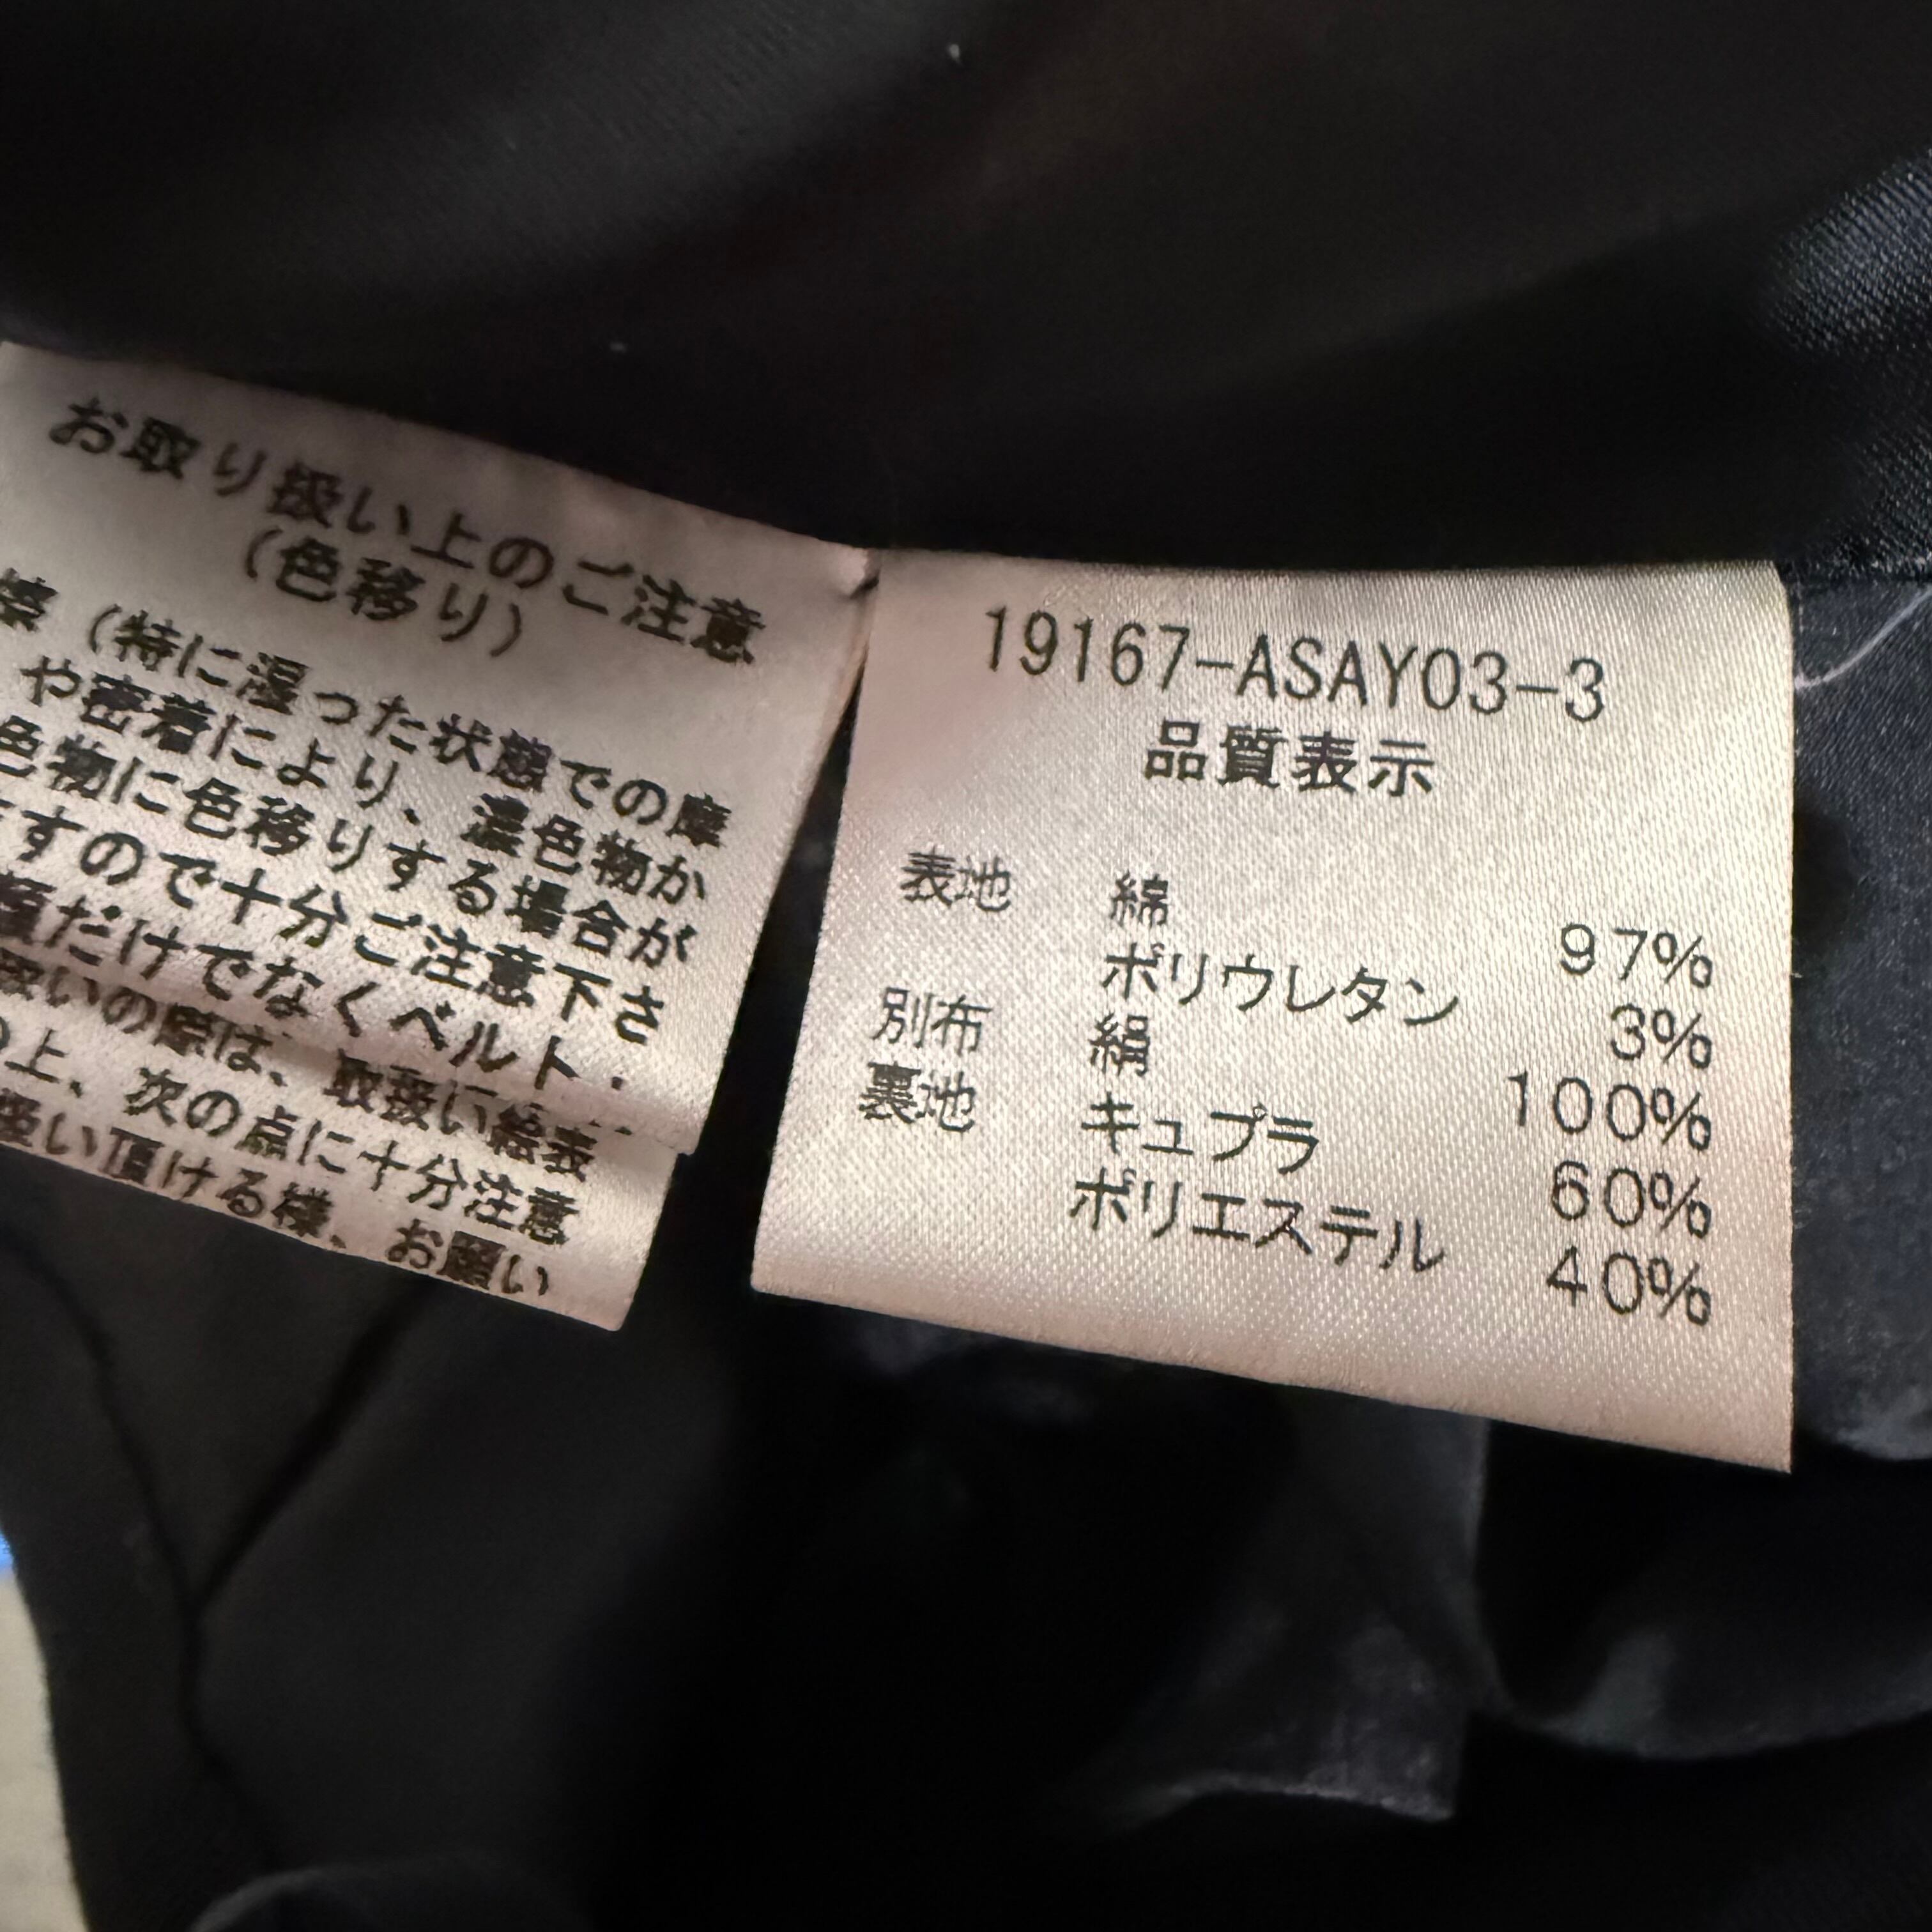 お取り扱い上のご注意
(色移り)
擦(特に湿った状態での摩
や密着により、濃色物か
色物に色移りする場合が
ますので十分ご注意下さ
類だけでなくベルト・
取扱いの際は、取扱い絵表
の上、次の点に十分注意
扱い頂ける様、お願い
19167-ASAY03-3
品質表示
表地 綿 97%
ポリウレタン 3%
別布 絹 100%
裏地 キュプラ 60%
ポリエステル 40%